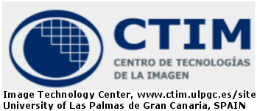 CTIM
CENTRO DE TECNOLOGÍAS
DE LA IMAGEN
Image Technology Center, www.ctim.ulpgc.es/site
University of Las Palmas de Gran Canaria, SPAIN